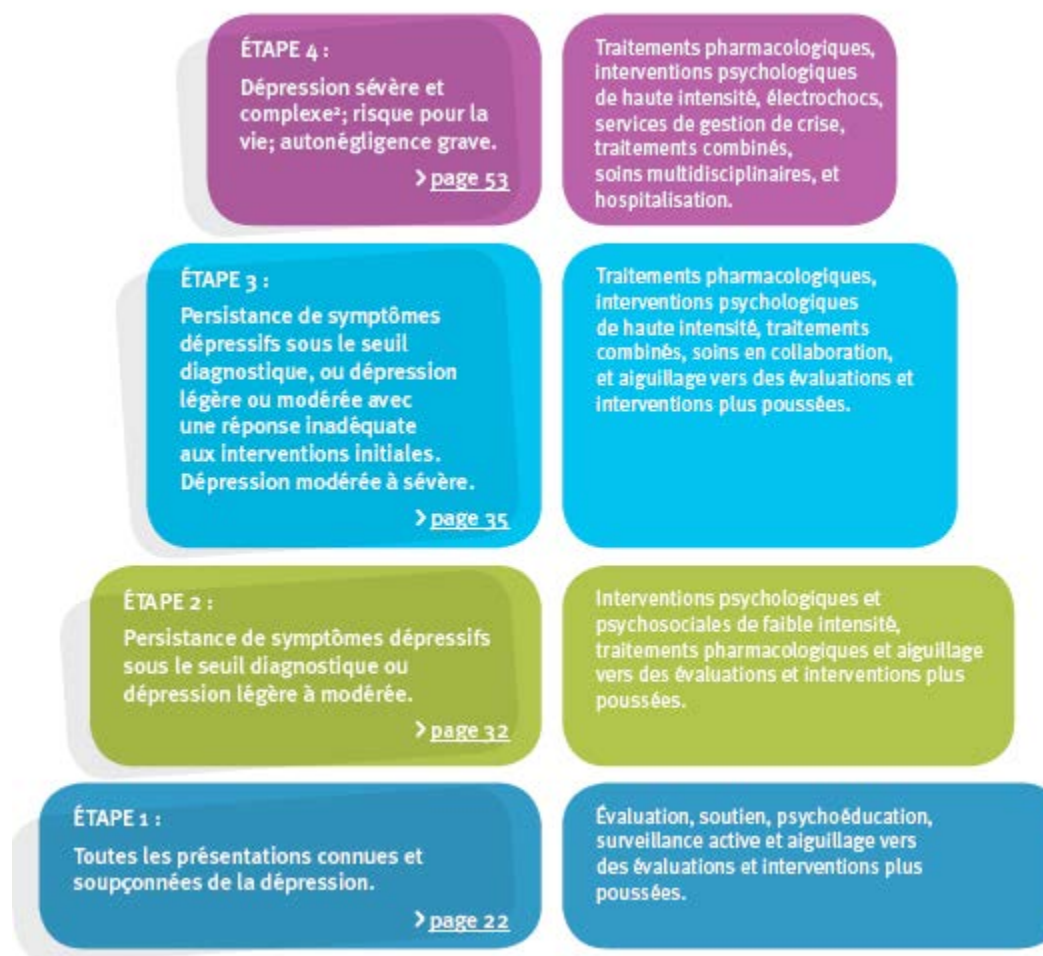 ÉTAPE 4 :
Dépression sévère et
complexe²; risque pour la
vie; autonégligence grave.
> page 53
Traitements pharmacologiques,
interventions psychologiques
de haute intensité, électrochocs,
services de gestion de crise,
traitements combinés,
soins multidisciplinaires, et
hospitalisation.
ÉTAPE 3 :
Persistance de symptômes
dépressifs sous le seuil
diagnostique, ou dépression
légère ou modérée avec
une réponse inadéquate
aux interventions initiales.
Dépression modérée à sévère.
> page 35
Traitements pharmacologiques,
interventions psychologiques
de haute intensité, traitements
combinés, soins en collaboration,
et aiguillage vers des évaluations et
interventions plus poussées.
ÉTAPE 2 :
Persistance de symptômes dépressifs
sous le seuil diagnostique ou
dépression légère à modérée.
> page 32
Interventions psychologiques et
psychosociales de faible intensité,
traitements pharmacologiques et aiguillage
vers des évaluations et interventions plus
poussées.
ÉTAPE 1 :
Toutes les présentations connues et
soupçonnées de la dépression.
> page 22
Évaluation, soutien, psychoéducation,
surveillance active et aiguillage vers
des évaluations et interventions plus
poussées.